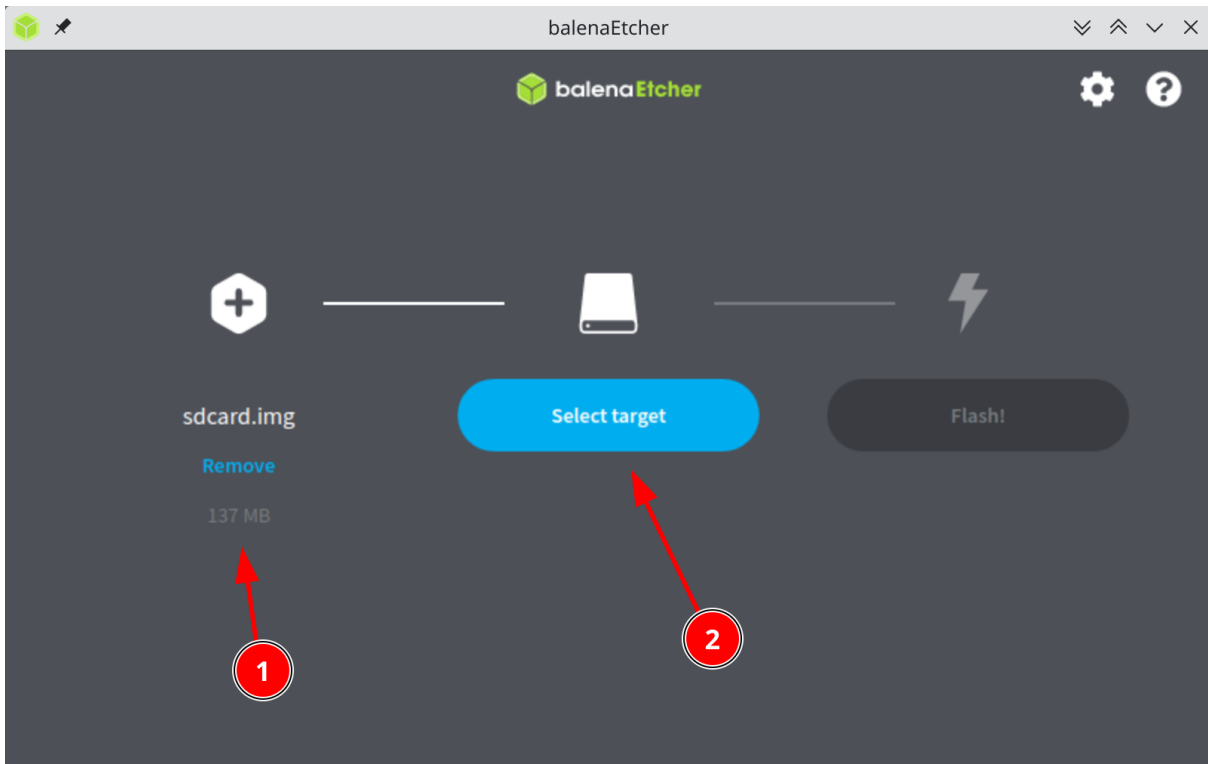 balenaEtcher
balenaEtcher
sdcard.img
Select target
Flash!
Remove
137 MB
1
2